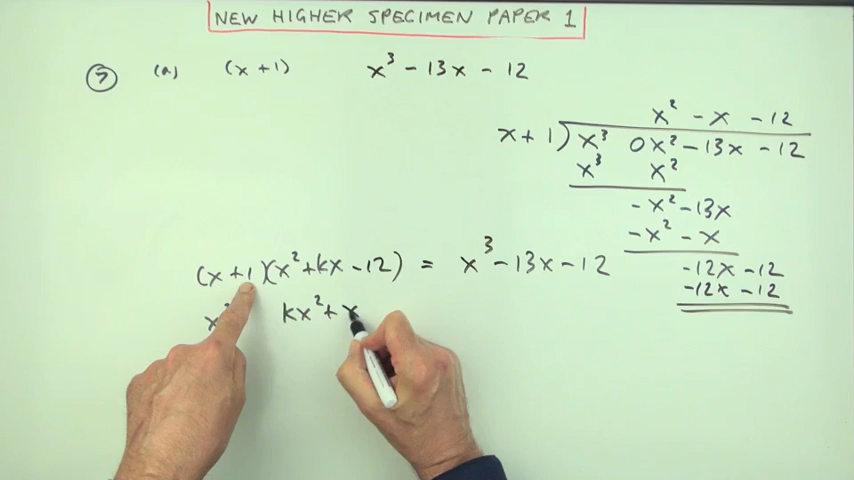 NEW HIGHER SPECIMEN PAPER 1
⑦ (a) (x + 1) x³ - 13x - 12
x² - x - 12
x + 1) x³ 0x² - 13x - 12
x³ x²
-x² - 13x
-x² - x
(x + 1)(x² + kx - 12) = x³ - 13x - 12
-12x - 12
-12x - 12
kx² + x